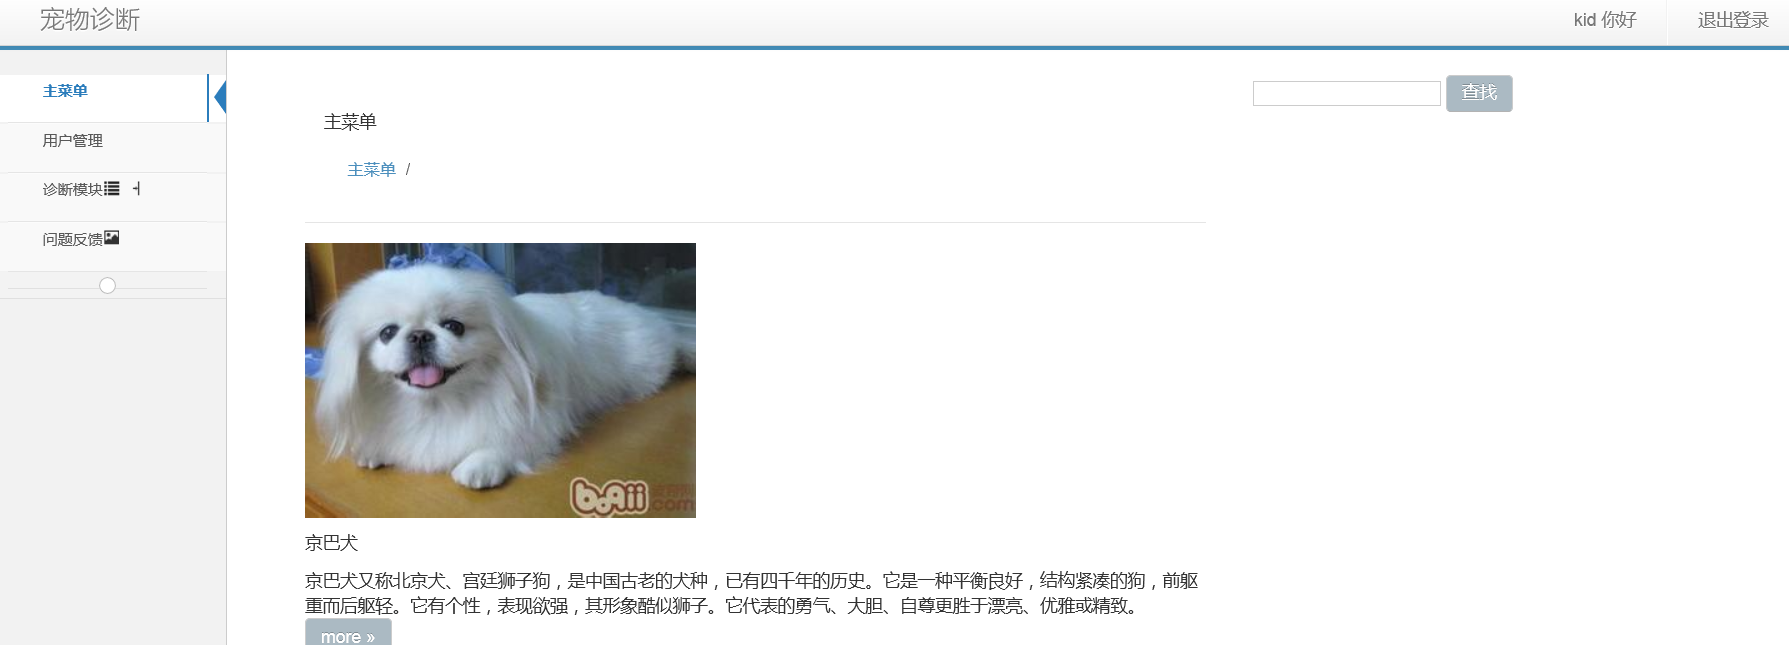 宠物诊断
kid 你好
退出登录
主菜单
用户管理
诊断模块
问题反馈
主菜单
主菜单 /
查找
boqii
.com
京巴犬
京巴犬又称北京犬、宫廷狮子狗，是中国古老的犬种，已有四千年的历史。它是一种平衡良好，结构紧凑的狗，前躯
重而后躯轻。它有个性，表现欲强，其形象酷似狮子。它代表的勇气、大胆、自尊更胜于漂亮、优雅或精致。
more »